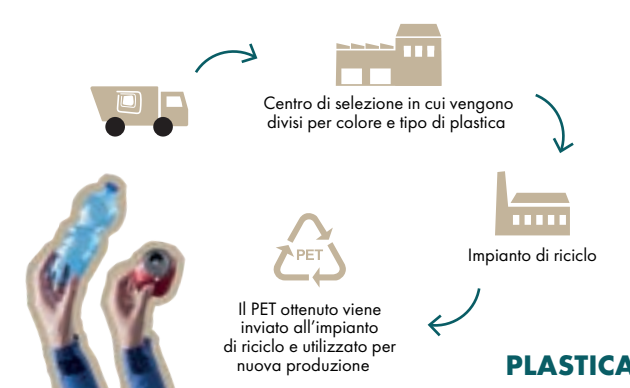 Centro di selezione in cui vengono
divisi per colore e tipo di plastica
Impianto di riciclo
PET
Il PET ottenuto viene
inviato all’impianto
di riciclo e utilizzato per
nuova produzione
PLASTICA